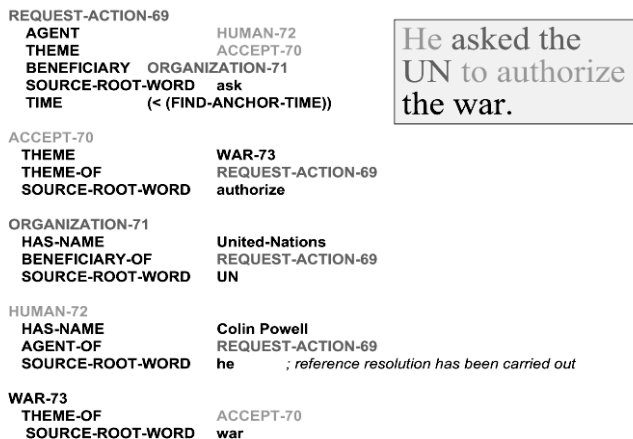 REQUEST-ACTION-69
AGENT HUMAN-72
THEME ACCEPT-70
BENEFICIARY ORGANIZATION-71
SOURCE-ROOT-WORD ask
TIME (< (FIND-ANCHOR-TIME))
He asked the
UN to authorize
the war.
ACCEPT-70
THEME WAR-73
THEME-OF REQUEST-ACTION-69
SOURCE-ROOT-WORD authorize
ORGANIZATION-71
HAS-NAME United-Nations
BENEFICIARY-OF REQUEST-ACTION-69
SOURCE-ROOT-WORD UN
HUMAN-72
HAS-NAME Colin Powell
AGENT-OF REQUEST-ACTION-69
SOURCE-ROOT-WORD he ; reference resolution has been carried out
WAR-73
THEME-OF ACCEPT-70
SOURCE-ROOT-WORD war